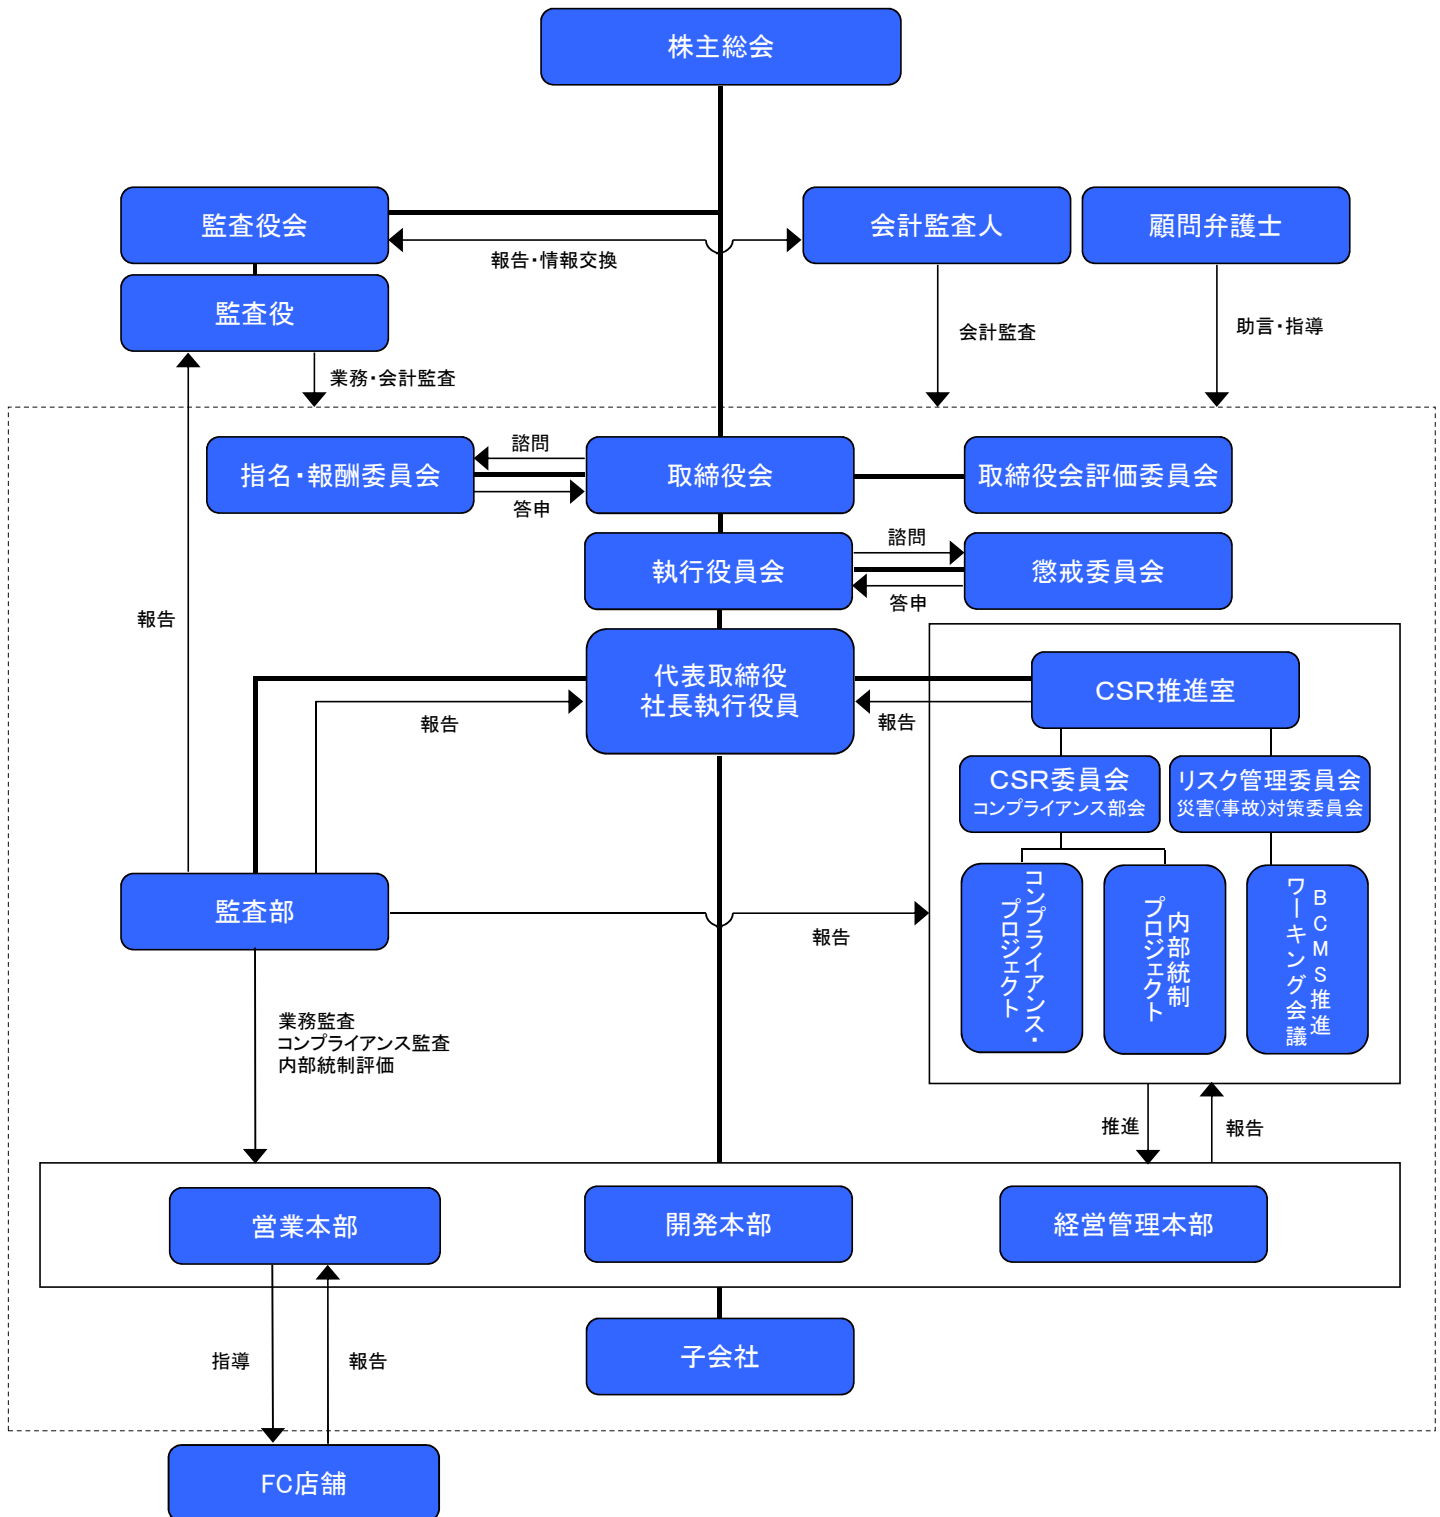 株主総会
監査役会
会計監査人
顧問弁護士
報告・情報交換
監査役
会計監査
助言・指導
業務・会計監査
指名・報酬委員会
諮問
答申
取締役会
取締役会評価委員会
執行役員会
諮問
答申
懲戒委員会
報告
代表取締役
社長執行役員
報告
報告
CSR推進室
CSR委員会
コンプライアンス部会
リスク管理委員会
災害(事故)対策委員会
コンプライアンス・
プロジェクト
内部統制
プロジェクト
BCMS推進
ワーキング会議
監査部
報告
業務監査
コンプライアンス監査
内部統制評価
推進
報告
営業本部
開発本部
経営管理本部
指導
報告
子会社
FC店舗